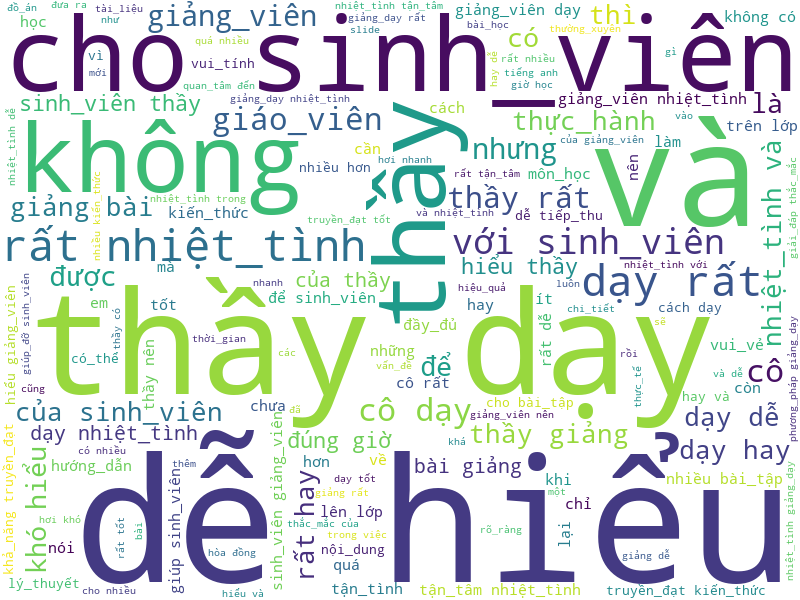 đồ_án
đưa ra
tài_liệu
nhiệt_tình tận_tâm
giảng_viên dạy
thì
không có
học
như
giảng_viên
quá nhiều
giảng_dạy rất
slide
bài_học
thường_xuyên
cho sinh_viên
vì
mới
vui_tính
quan_tâm đến
có
rất nhiều
tiếng anh
giờ học
hay dễ
gì
sinh_viên thầy
giảng_dạy nhiệt_tình
giảng_viên nhiệt_tình
là
giáo_viên
cách
thực_hành
của giảng_viên
vào
trên lớp
không
thầy
và
nhiệt_tình dễ
nhiều hơn
cần
hơi nhanh
nhưng
môn_học
làm
nên
rất tận_tâm
nhiều kiến_thức
giảng bài
kiến_thức
nhiệt_tình trong
truyền_đạt tốt
thầy rất
và nhiệt_tình
dễ tiếp_thu
nhiệt_tình và
giải_đáp thắc_mắc
rất nhiệt_tình
với sinh_viên
được
mà
của thầy
hiểu thầy
nhiệt_tình với
dạy rất
em
tốt
để sinh_viên
nhanh
hiệu_quả
luôn
chi_tiết
hay
ít
cách dạy
hiểu giảng_viên
giúp_đỡ sinh_viên
thầy có
thời_gian
đầy_đủ
sẽ
thầy dạy
có_thể
các
những
vấn_đề
để
rất dễ
rồi
vui_vẻ
phương_pháp giảng_dạy
cũng
thầy nên
cô rất
thực_tế
và dễ
cô
còn
chưa
đã
cho bài_tập
hay và
của sinh_viên
cô dạy
giảng_viên nên
dạy dễ
dạy nhiệt_tình
đúng giờ
khá
thầy giảng
dạy hay
khả_năng truyền_đạt
khó hiểu
có nhiều
hướng_dẫn
thêm
hơn
về
bài giảng
khi
nhiều bài_tập
dễ hiểu
giúp sinh_viên
sinh_viên giảng_viên
rất hay
dạy tốt
giảng rất
lên lớp
chỉ
một
hơi khó
rất tốt
bài
thắc_mắc của
trong việc
rõ_ràng
lại
nói
hòa đồng
nội_dung
giảng dễ
nhiệt_tình giảng_dạy
lý_thuyết
quá
cho nhiều
hiểu và
tận_tình
tận_tâm nhiệt_tình
truyền_đạt kiến_thức